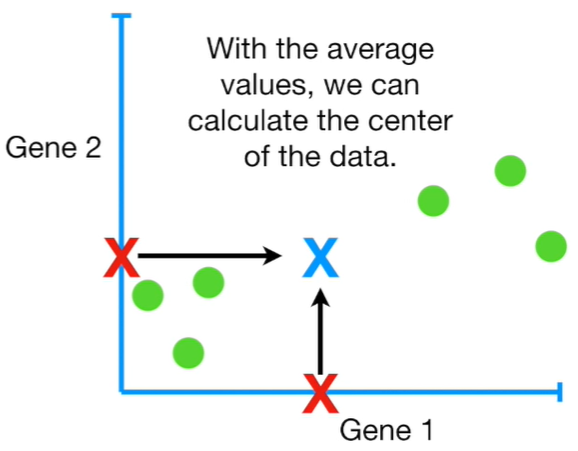 With the average
values, we can
calculate the center
of the data.
Gene 2
X
X
X
Gene 1